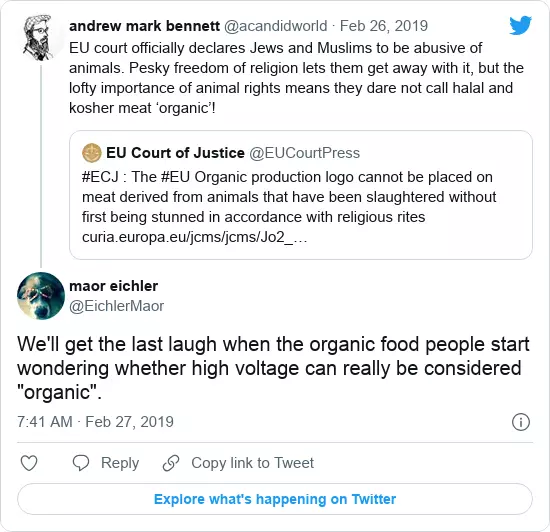 andrew mark bennett @acandidworld · Feb 26, 2019
EU court officially declares Jews and Muslims to be abusive of
animals. Pesky freedom of religion lets them get away with it, but the
lofty importance of animal rights means they dare not call halal and
kosher meat ‘organic’!
EU Court of Justice @EUCourtPress
#ECJ : The #EU Organic production logo cannot be placed on
meat derived from animals that have been slaughtered without
first being stunned in accordance with religious rites
curia.europa.eu/jcms/jcms/Jo2_…
maor eichler
@EichlerMaor
We'll get the last laugh when the organic food people start
wondering whether high voltage can really be considered
"organic".
7:41 AM · Feb 27, 2019
Reply Copy link to Tweet
Explore what's happening on Twitter